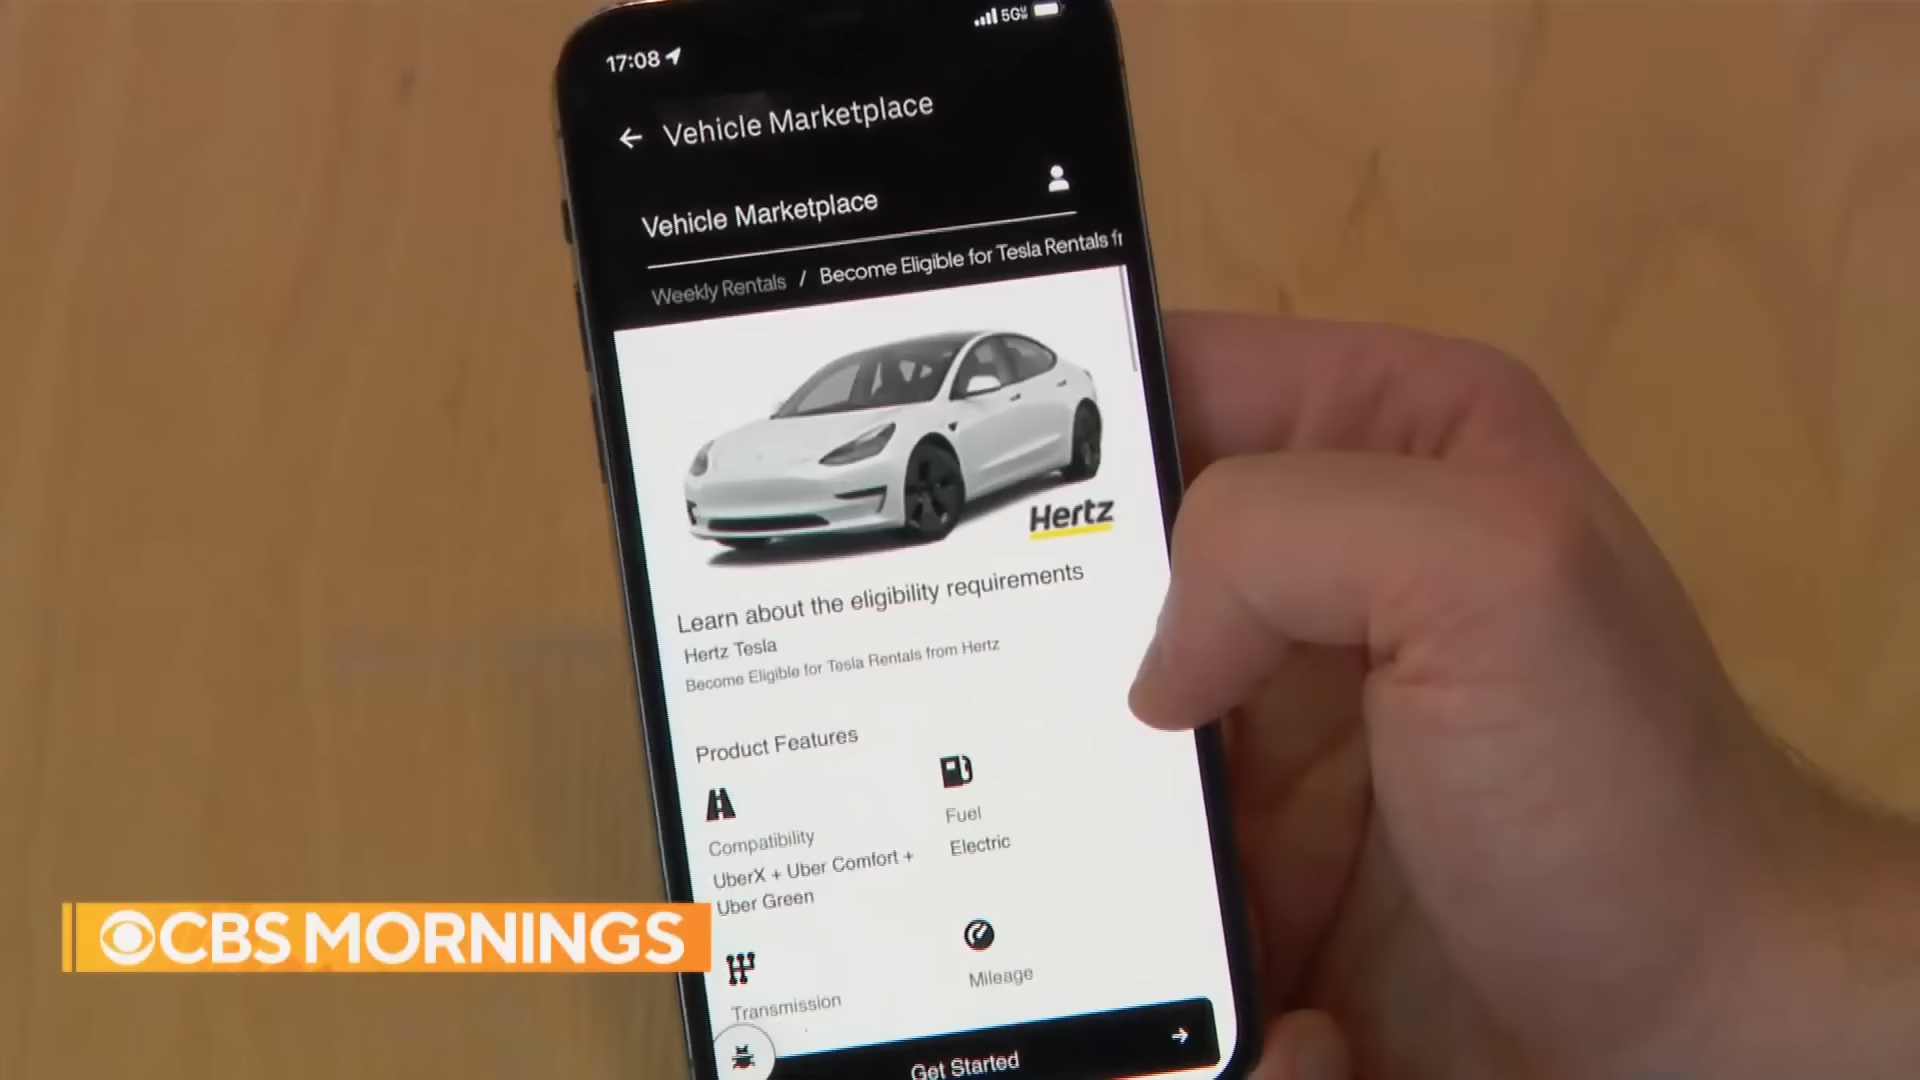 17:08
5G
Vehicle Marketplace
Vehicle Marketplace
Weekly Rentals / Become Eligible for Tesla Rentals fr
Hertz
Learn about the eligibility requirements
Hertz Tesla
Become Eligible for Tesla Rentals from Hertz
Product Features
Compatibility
UberX + Uber Comfort +
Uber Green
Fuel
Electric
Transmission
Mileage
Get Started
CBS MORNINGS